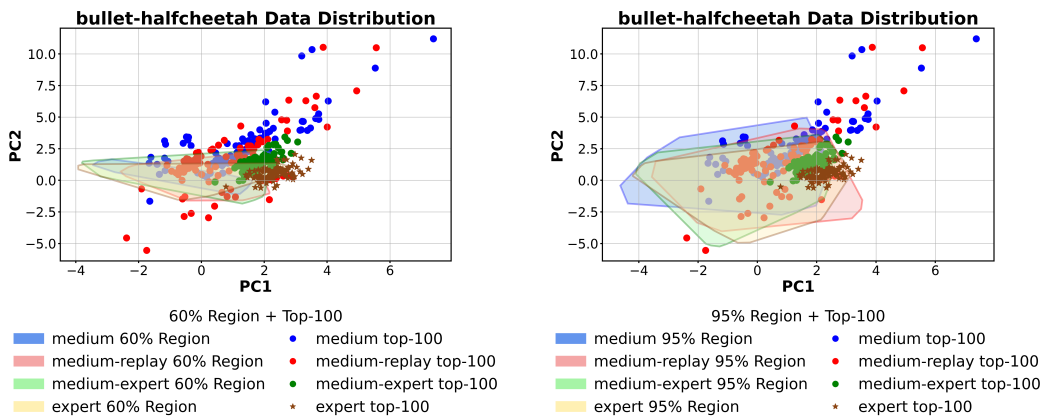 bullet-halfcheetah Data Distribution
PC2
10.0
7.5
5.0
2.5
0.0
−2.5
−5.0
−4 −2 0 2 4 6
PC1
60% Region + Top-100
medium 60% Region medium top-100
medium-replay 60% Region medium-replay top-100
medium-expert 60% Region medium-expert top-100
expert 60% Region expert top-100
bullet-halfcheetah Data Distribution
PC2
10.0
7.5
5.0
2.5
0.0
−2.5
−5.0
−4 −2 0 2 4 6
PC1
95% Region + Top-100
medium 95% Region medium top-100
medium-replay 95% Region medium-replay top-100
medium-expert 95% Region medium-expert top-100
expert 95% Region expert top-100